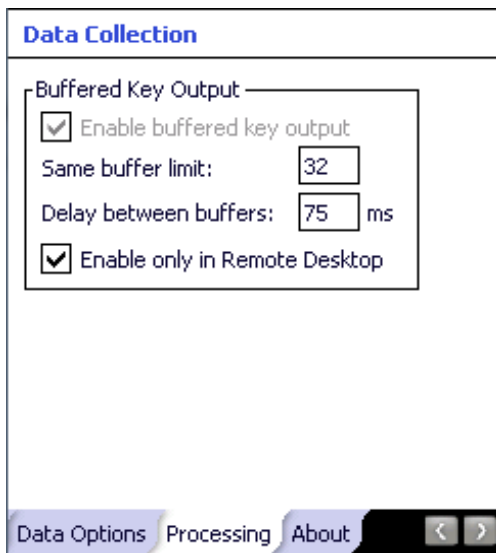 Data Collection
Buffered Key Output
Enable buffered key output
Same buffer limit: 32
Delay between buffers: 75 ms
Enable only in Remote Desktop
Data Options Processing About